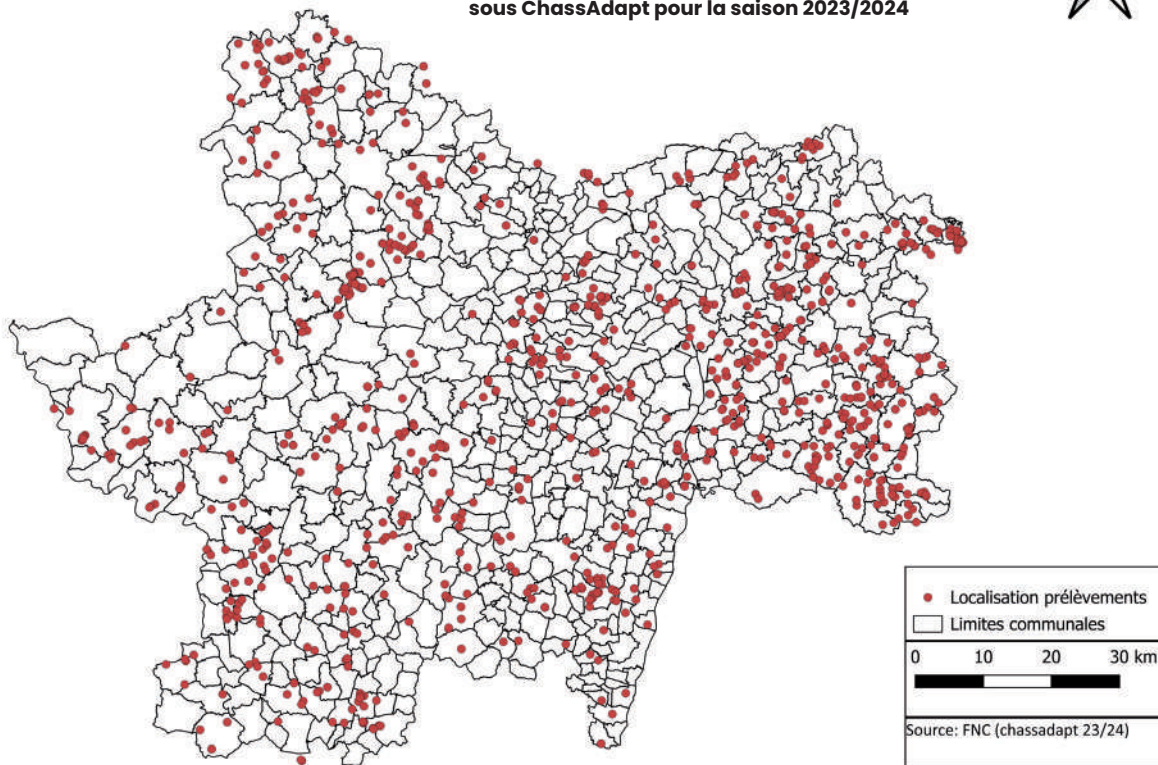 sous ChassAdapt pour la saison 2023/2024
Localisation prélèvements
Limites communales
0 10 20 30 km
Source: FNC (chassadapt 23/24)